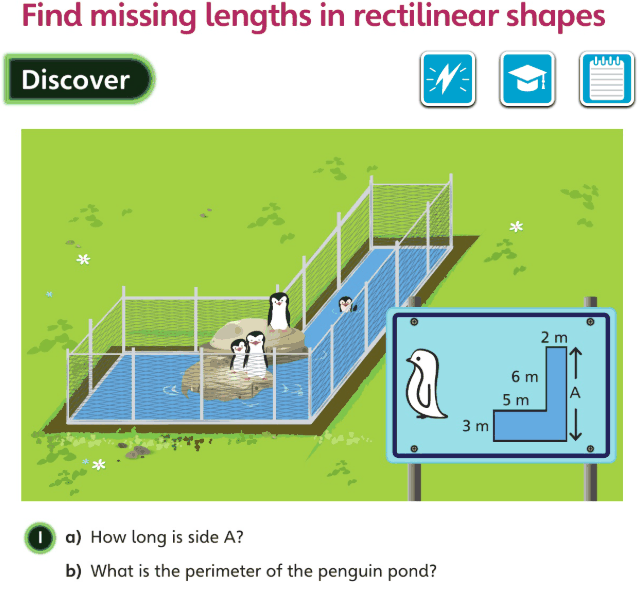 Find missing lengths in rectilinear shapes
Discover
2 m
6 m
A
5 m
3 m
1 a) How long is side A?
b) What is the perimeter of the penguin pond?